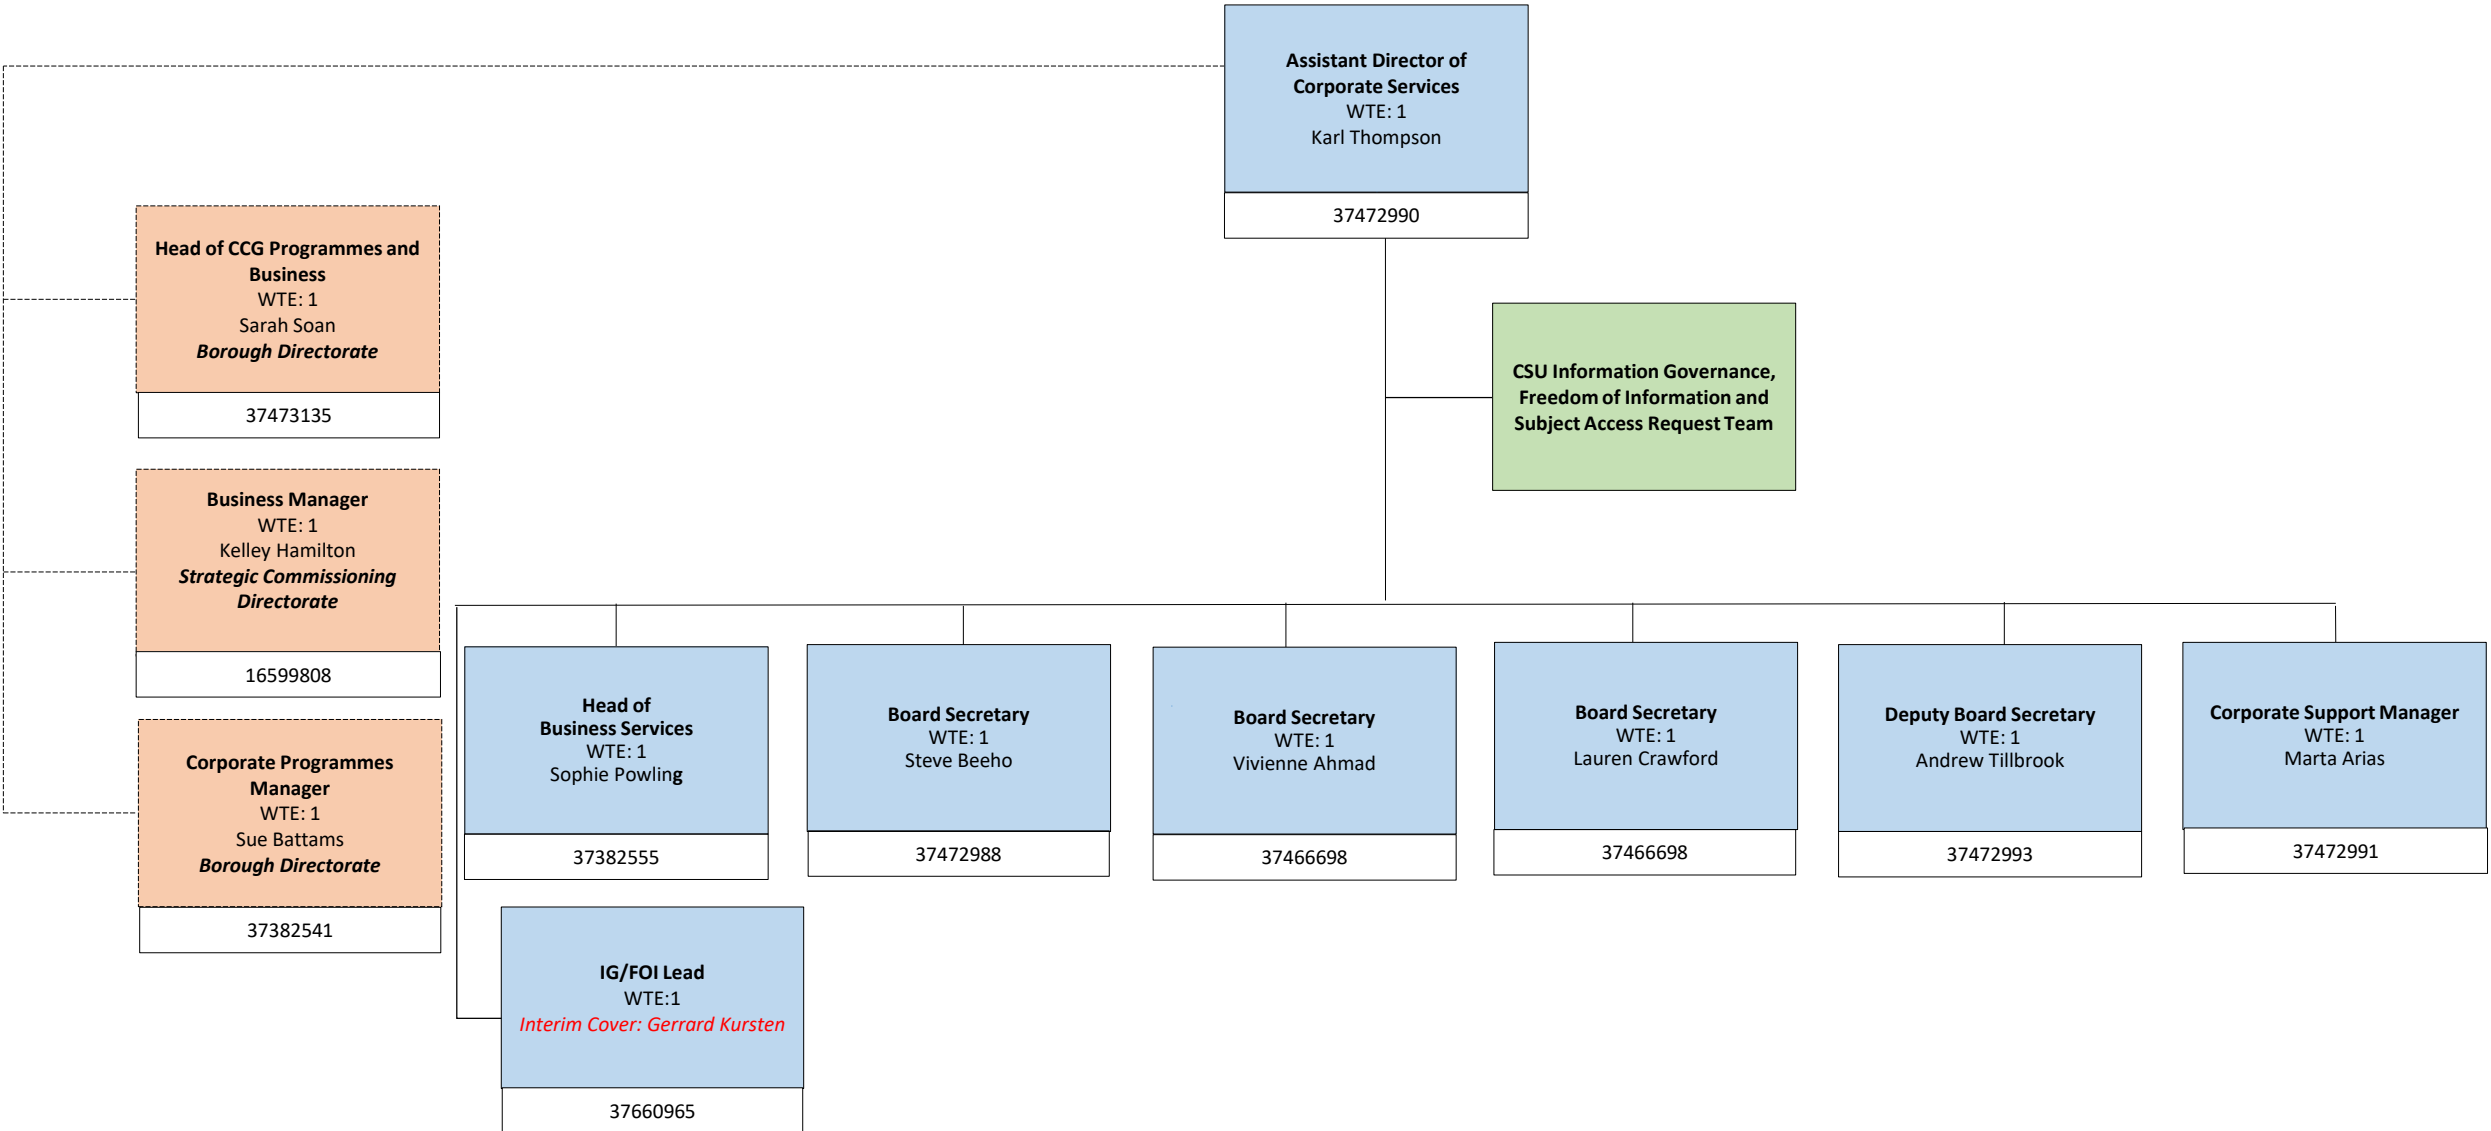 Assistant Director of
Corporate Services
WTE: 1
Karl Thompson
37472990
Head of CCG Programmes and
Business
WTE: 1
Sarah Soan
Borough Directorate
37473135
CSU Information Governance,
Freedom of Information and
Subject Access Request Team
Business Manager
WTE: 1
Kelley Hamilton
Strategic Commissioning
Directorate
16599808
Corporate Programmes
Manager
WTE: 1
Sue Battams
Borough Directorate
37382541
Head of
Business Services
WTE: 1
Sophie Powling
37382555
Board Secretary
WTE: 1
Steve Beeho
37472988
Board Secretary
WTE: 1
Vivienne Ahmad
37466698
Board Secretary
WTE: 1
Lauren Crawford
37466698
Deputy Board Secretary
WTE: 1
Andrew Tillbrook
37472993
Corporate Support Manager
WTE: 1
Marta Arias
37472991
IG/FOI Lead
WTE:1
Interim Cover: Gerrard Kursten
37660965